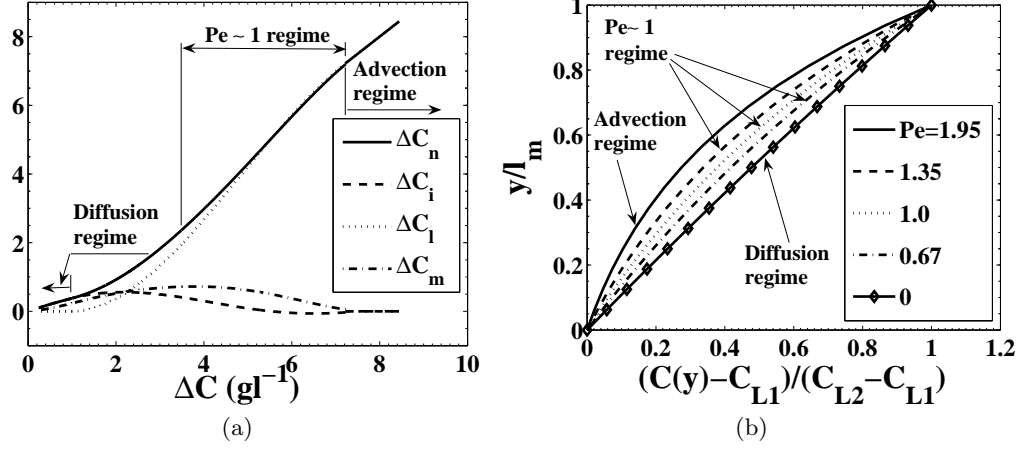 8
6
4
2
0
0
2
4
6
8
10
Pe ~ 1 regime
Advection
regime
Diffusion
regime
ΔC_n
ΔC_i
ΔC_l
ΔC_m
ΔC (gl⁻¹)
(a)
y/l_m
1
0.8
0.6
0.4
0.2
0
0
0.2
0.4
0.6
0.8
1
1.2
Pe~ 1
regime
Advection
regime
Diffusion
regime
Pe=1.95
1.35
1.0
0.67
0
(C(y)−C_L1)/(C_L2−C_L1)
(b)